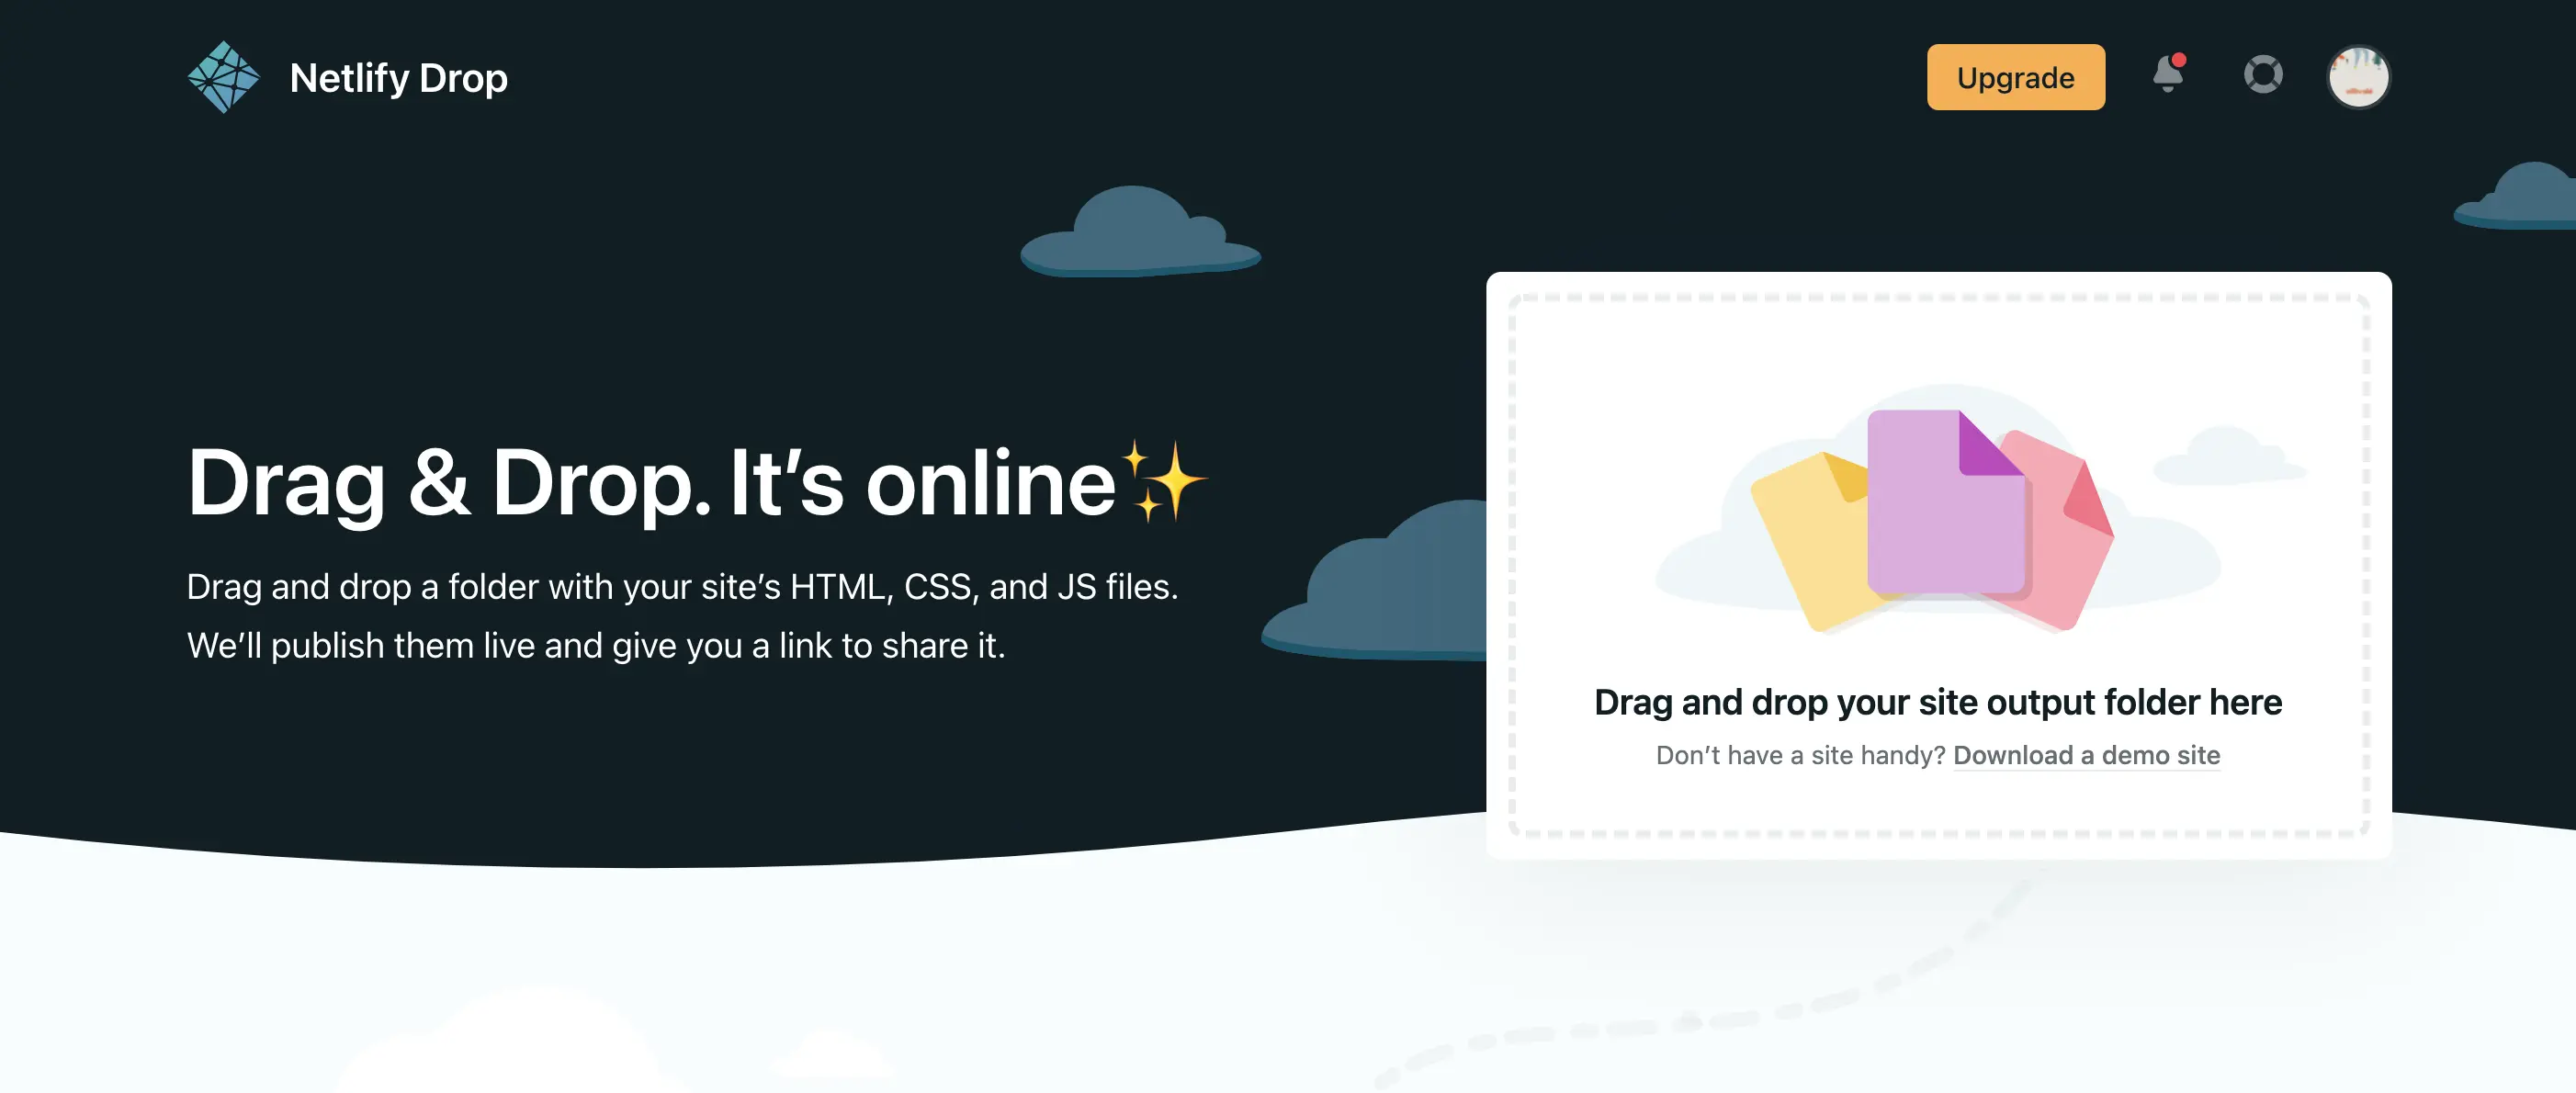 Netlify Drop
Upgrade
Drag & Drop. It’s online✨
Drag and drop a folder with your site’s HTML, CSS, and JS files.
We’ll publish them live and give you a link to share it.
Drag and drop your site output folder here
Don’t have a site handy? Download a demo site